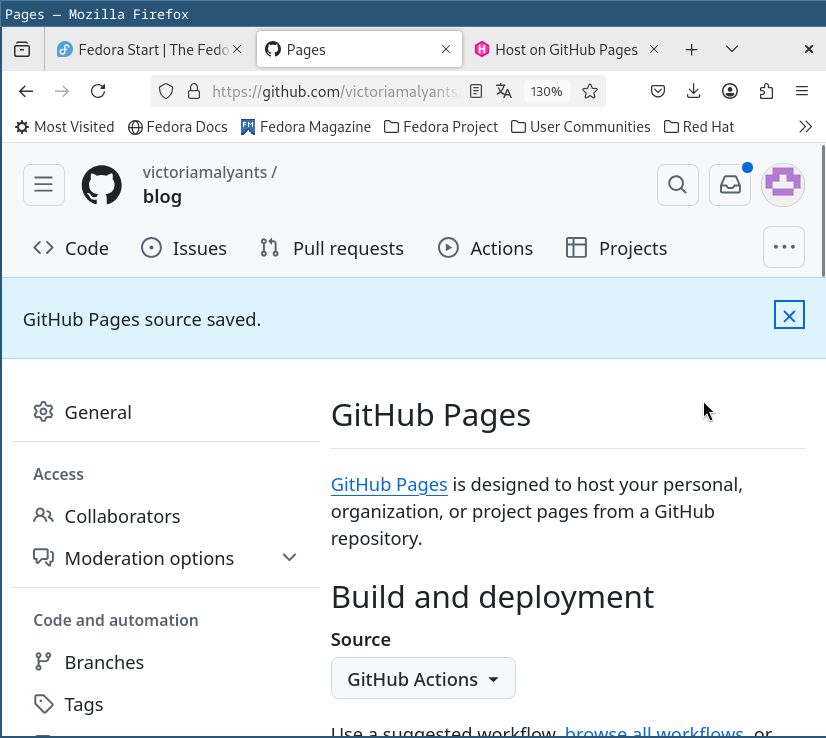 Pages — Mozilla Firefox
Fedora Start | The Fedo
Pages
Host on GitHub Pages
https://github.com/victoriamalyants
130%
Most Visited
Fedora Docs
Fedora Magazine
Fedora Project
User Communities
Red Hat
victoriamalyants /
blog
Code
Issues
Pull requests
Actions
Projects
GitHub Pages source saved.
General
Access
Collaborators
Moderation options
Code and automation
Branches
Tags
GitHub Pages
GitHub Pages is designed to host your personal,
organization, or project pages from a GitHub
repository.
Build and deployment
Source
GitHub Actions
Use a suggested workflow, browse all workflows, or